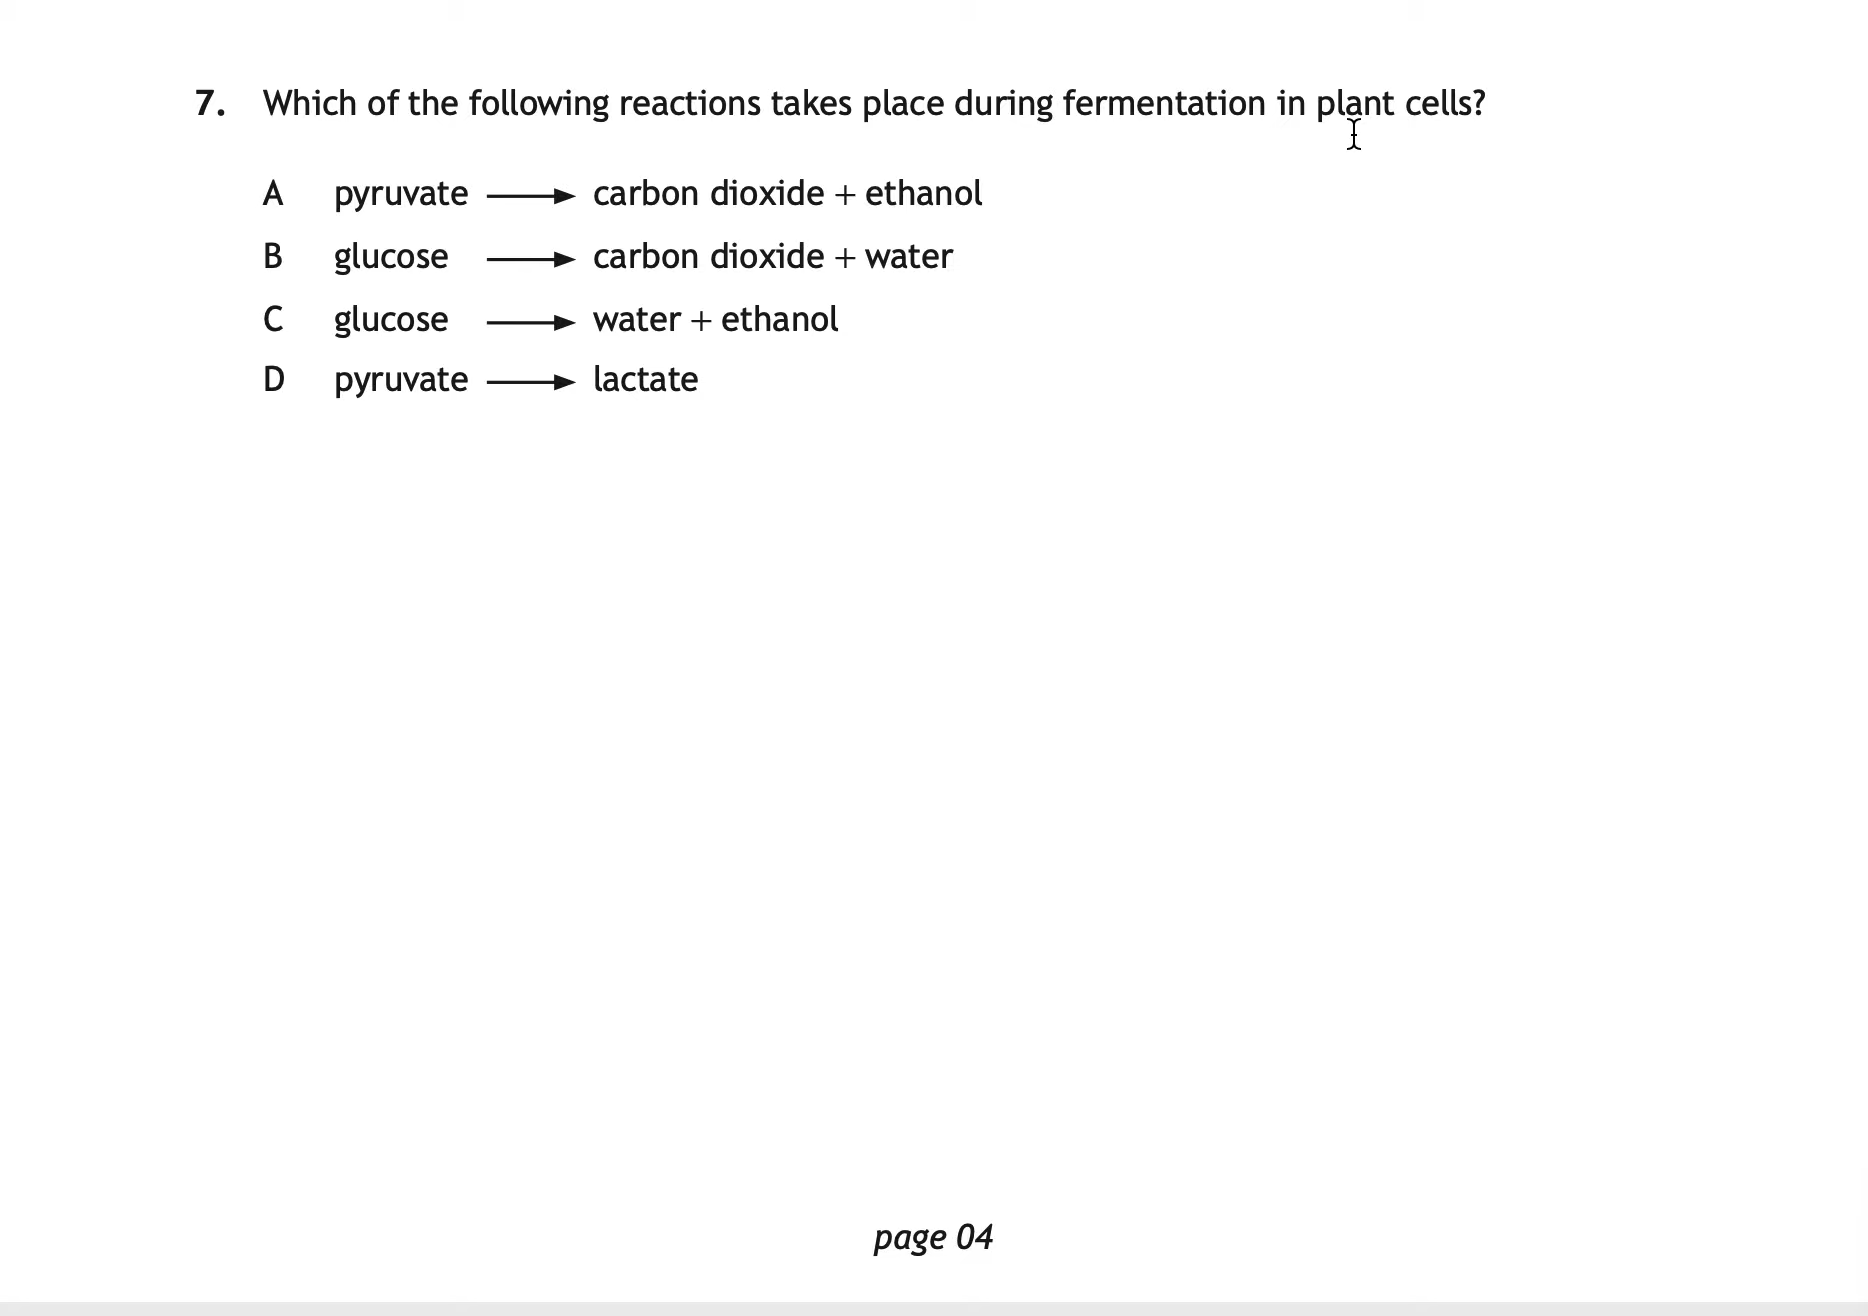 7. Which of the following reactions takes place during fermentation in plant cells?
A pyruvate ⟶ carbon dioxide + ethanol
B glucose ⟶ carbon dioxide + water
C glucose ⟶ water + ethanol
D pyruvate ⟶ lactate
page 04